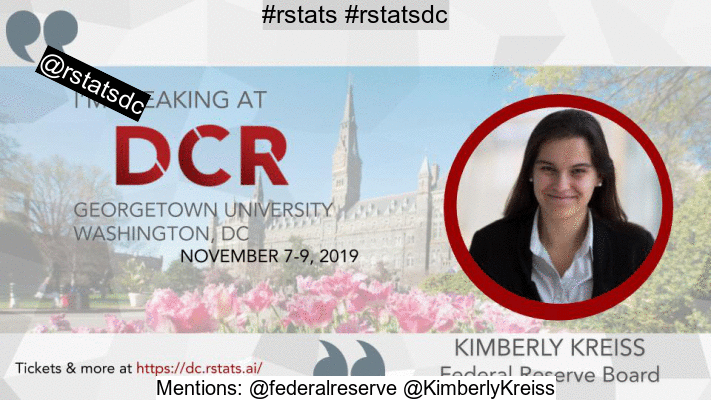 #rstats #rstatsdc
@rstatsdc
I'M SPEAKING AT
DCR
GEORGETOWN UNIVERSITY
WASHINGTON, DC
NOVEMBER 7-9, 2019
KIMBERLY KREISS
Federal Reserve Board
Tickets & more at https://dc.rstats.ai/
Mentions: @federalreserve @KimberlyKreiss